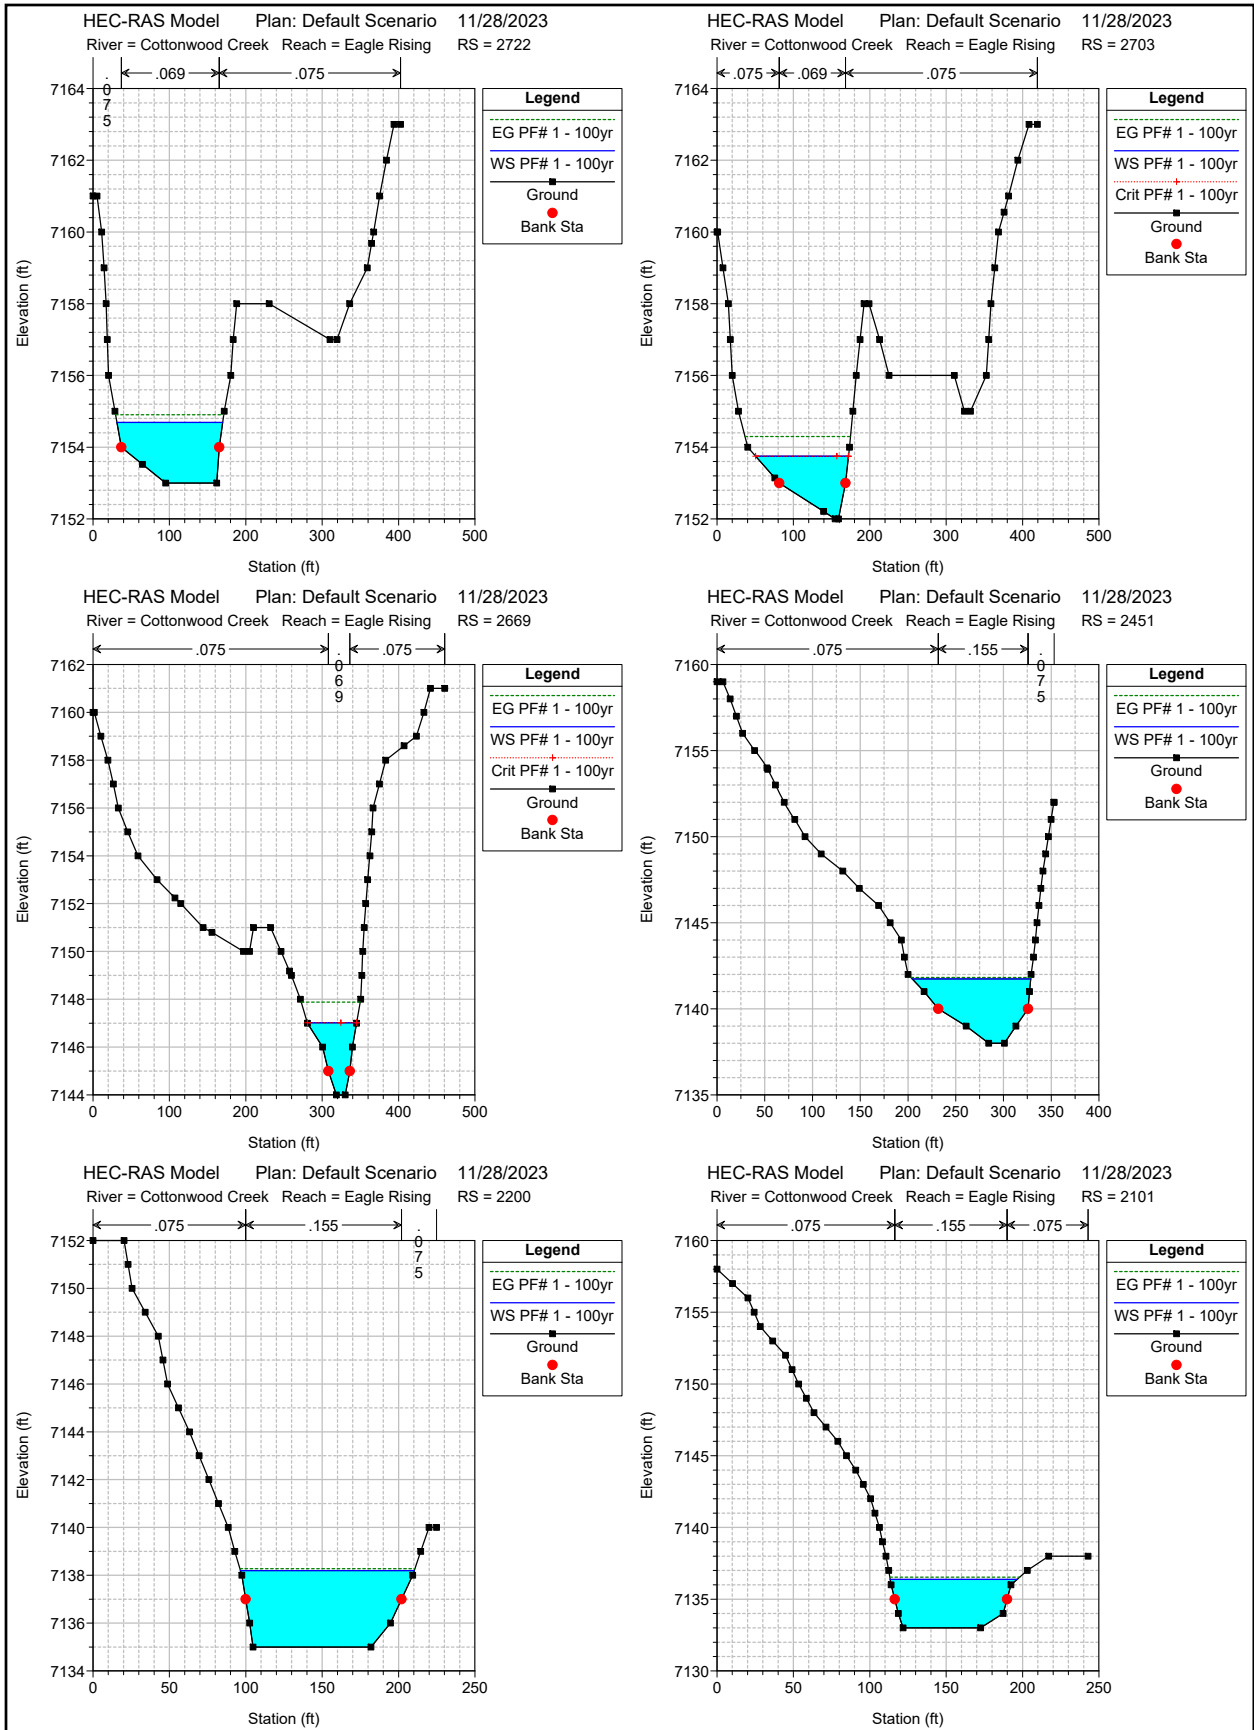 HEC-RAS Model Plan: Default Scenario 11/28/2023
River = Cottonwood Creek Reach = Eagle Rising RS = 2722
.075 .069 .075
7164
7162
7160
7158
7156
7154
7152
Elevation (ft)
0 100 200 300 400 500
Station (ft)
Legend
EG PF# 1 - 100yr
WS PF# 1 - 100yr
Ground
Bank Sta
HEC-RAS Model Plan: Default Scenario 11/28/2023
River = Cottonwood Creek Reach = Eagle Rising RS = 2703
.075 .069 .075
7164
7162
7160
7158
7156
7154
7152
Elevation (ft)
0 100 200 300 400 500
Station (ft)
Legend
EG PF# 1 - 100yr
WS PF# 1 - 100yr
Crit PF# 1 - 100yr
Ground
Bank Sta
HEC-RAS Model Plan: Default Scenario 11/28/2023
River = Cottonwood Creek Reach = Eagle Rising RS = 2669
.075 .069 .075
7162
7160
7158
7156
7154
7152
7150
7148
7146
7144
Elevation (ft)
0 100 200 300 400 500
Station (ft)
Legend
EG PF# 1 - 100yr
WS PF# 1 - 100yr
Crit PF# 1 - 100yr
Ground
Bank Sta
HEC-RAS Model Plan: Default Scenario 11/28/2023
River = Cottonwood Creek Reach = Eagle Rising RS = 2451
.075 .155 .075
7160
7155
7150
7145
7140
7135
Elevation (ft)
0 50 100 150 200 250 300 350 400
Station (ft)
Legend
EG PF# 1 - 100yr
WS PF# 1 - 100yr
Ground
Bank Sta
HEC-RAS Model Plan: Default Scenario 11/28/2023
River = Cottonwood Creek Reach = Eagle Rising RS = 2200
.075 .155 .075
7152
7150
7148
7146
7144
7142
7140
7138
7136
7134
Elevation (ft)
0 50 100 150 200 250
Station (ft)
Legend
EG PF# 1 - 100yr
WS PF# 1 - 100yr
Ground
Bank Sta
HEC-RAS Model Plan: Default Scenario 11/28/2023
River = Cottonwood Creek Reach = Eagle Rising RS = 2101
.075 .155 .075
7160
7155
7150
7145
7140
7135
7130
Elevation (ft)
0 50 100 150 200 250
Station (ft)
Legend
EG PF# 1 - 100yr
WS PF# 1 - 100yr
Ground
Bank Sta